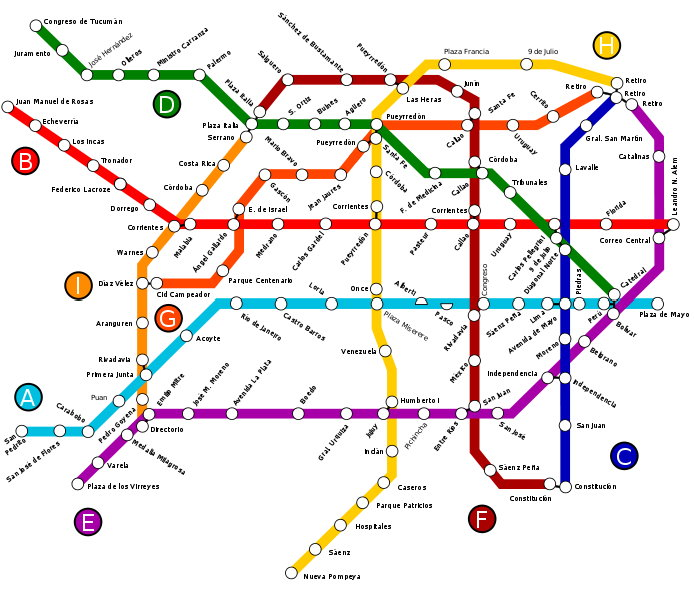 Congreso de Tucumán
Juramento
José Hernández
Olleros
Ministro Carranza
Palermo
Plaza Italia
Salguero
Sánchez de Bustamante
Pueyrredón
Plaza Francia
9 de Julio
H
Retiro
Retiro
Retiro
Retiro
Juan Manuel de Rosas
Echeverría
Los Incas
Tronador
Federico Lacroze
Dorrego
Corrientes
D
B
Plaza Italia
Serrano
S. Ortiz
Bulnes
Agüero
Pueyrredón
Las Heras
Junín
Santa Fe
Cerrito
Callao
Uruguay
Gral. San Martín
Catalinas
Leandro N. Alem
Costa Rica
Córdoba
Mario Bravo
Pueyrredón
Santa Fe
Córdoba
F. de Medicina
Callao
Córdoba
Tribunales
Lavalle
Gascón
Jean Jaures
E. de Israel
Corrientes
Corrientes
Florida
Malabia
Ángel Gallardo
Medrano
Carlos Gardel
Pueyrredón
Pasteur
Callao
Uruguay
Carlos Pellegrini
9 de Julio
Diagonal Norte
Correo Central
Warnes
Díaz Vélez
I
Cid Campeador
Parque Centenario
G
Río de Janeiro
Castro Barros
Loria
Once
Plaza Miserere
Alberti
Pasco
Congreso
Sáenz Peña
Lima
Avenida de Mayo
Piedras
Perú
Catedral
Bolívar
Plaza de Mayo
Aranguren
Acoyte
Rivadavia
Primera Junta
Venezuela
Rivadavia
México
Moreno
Belgrano
Independencia
Independencia
A
Puan
Carabobo
San Pedrito
San José de Flores
Pedro Goyena
Emilio Mitre
José M. Moreno
Avenida La Plata
Boedo
Gral. Urquiza
Jujuy
Humberto I
Pichincha
Entre Ríos
San Juan
San José
San Juan
Directorio
Medalla Milagrosa
Varela
Plaza de los Virreyes
E
Inclán
Caseros
Parque Patricios
Hospitales
Sáenz
Nueva Pompeya
Sáenz Peña
F
Constitución
Constitución
C